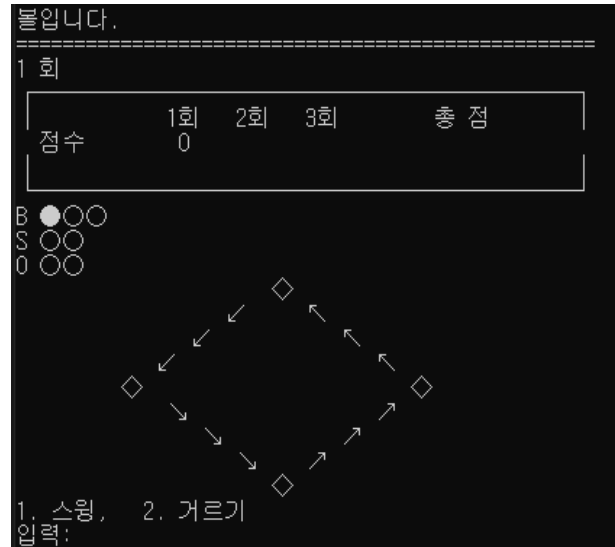 볼입니다.
==============================================
1 회
1회 2회 3회 총 점
점수 0
B ●○○
S ○○
O ○○
1. 스윙, 2. 거르기
입력: